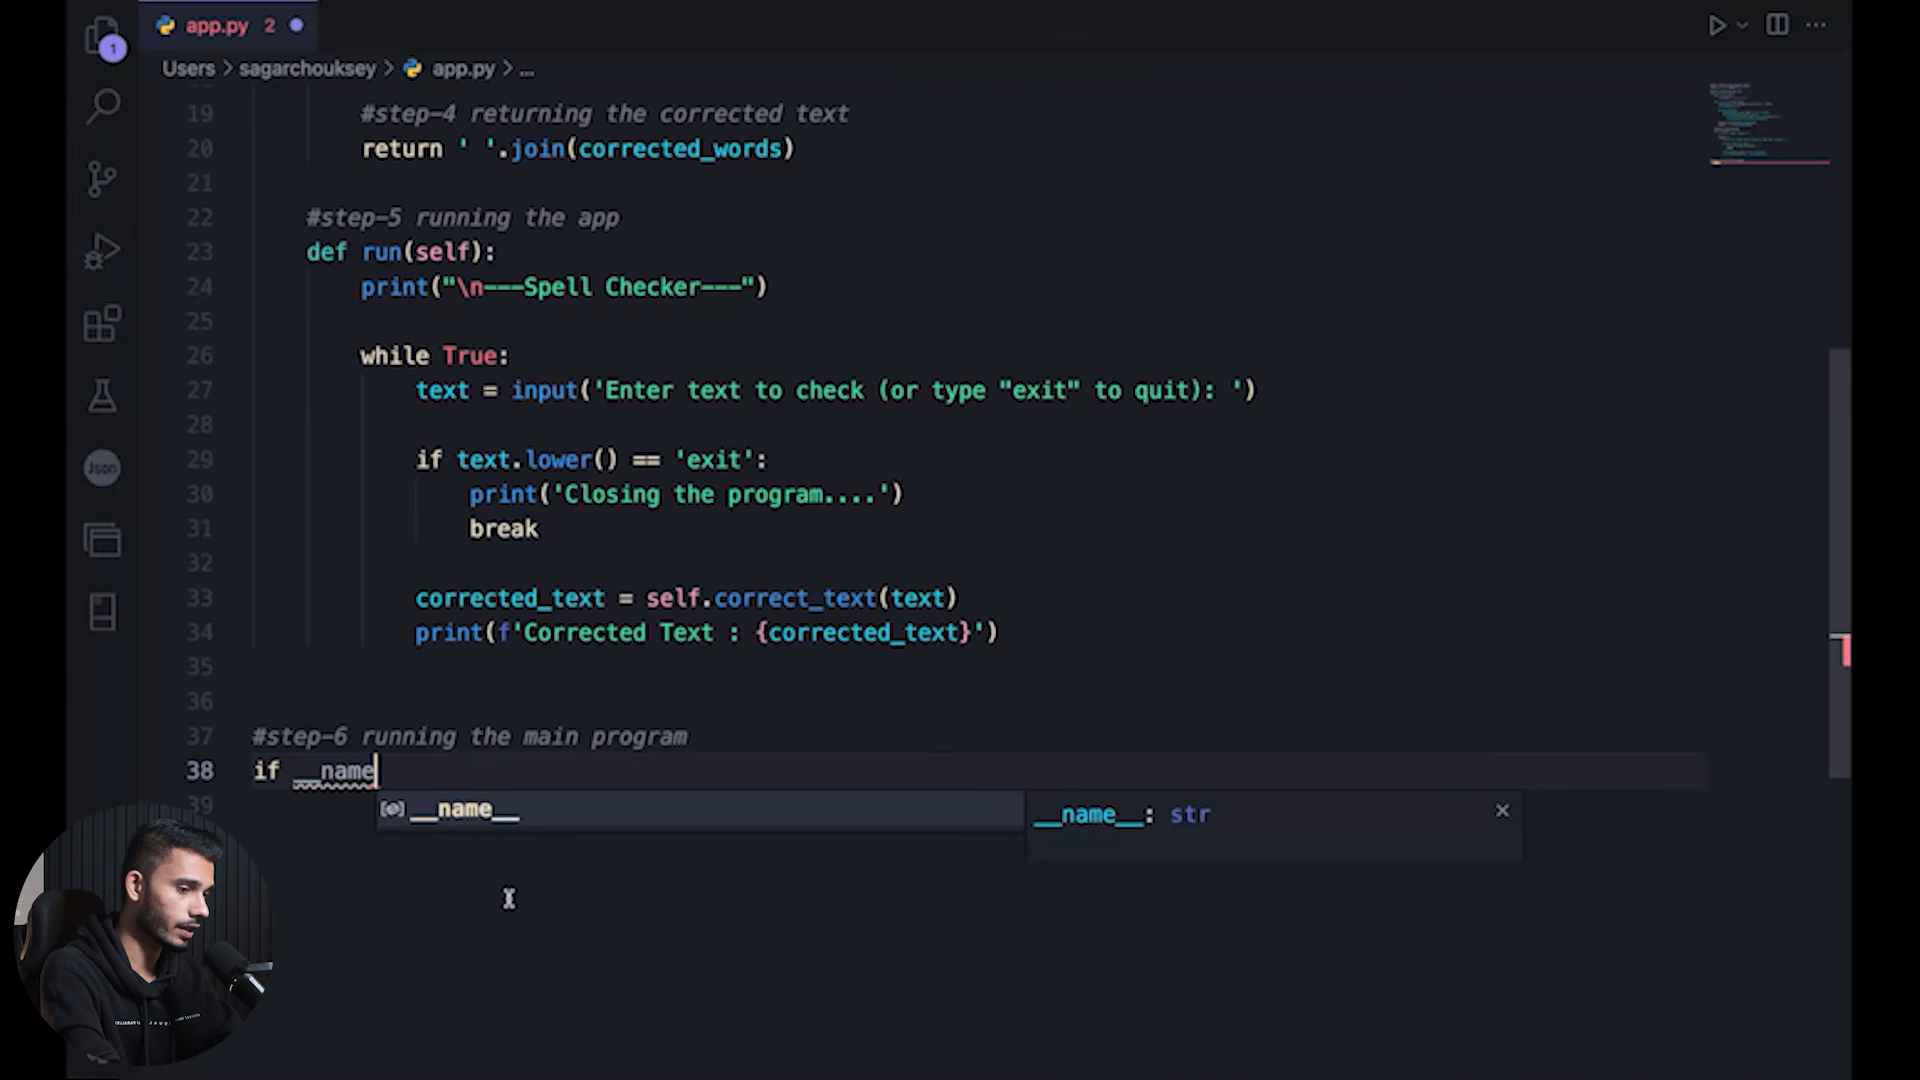 app.py 2
1
Users > sagarchouksey > app.py > ...
19 #step-4 returning the corrected text
20 return ' '.join(corrected_words)
21
22 #step-5 running the app
23 def run(self):
24 print("\n---Spell Checker---")
25
26 while True:
27 text = input('Enter text to check (or type "exit" to quit): ')
28
29 if text.lower() == 'exit':
30 print('Closing the program....')
31 break
32
33 corrected_text = self.correct_text(text)
34 print(f'Corrected Text : {corrected_text}')
35
36
37 #step-6 running the main program
38 if __name
39
__name__
__name__: str
Json